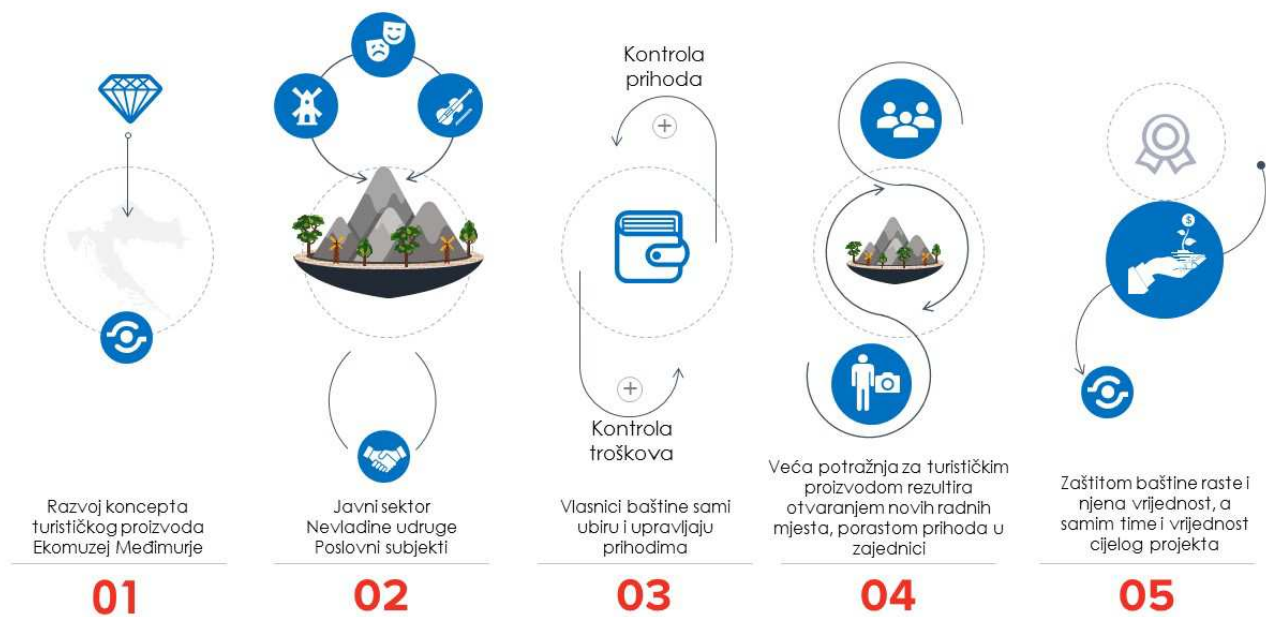 Razvoj koncepta
turističkog proizvoda
Ekomuzej Međimurje
01
Javni sektor
Nevladine udruge
Poslovni subjekti
02
Kontrola
prihoda
Kontrola
troškova
Vlasnici baštine sami
ubiru i upravljaju
prihodima
03
Veća potražnja za turističkim
proizvodom rezultira
otvaranjem novih radnih
mjesta, porastom prihoda u
zajednici
04
$
Zaštitom baštine raste i
njena vrijednost, a
samim time i vrijednost
cijelog projekta
05